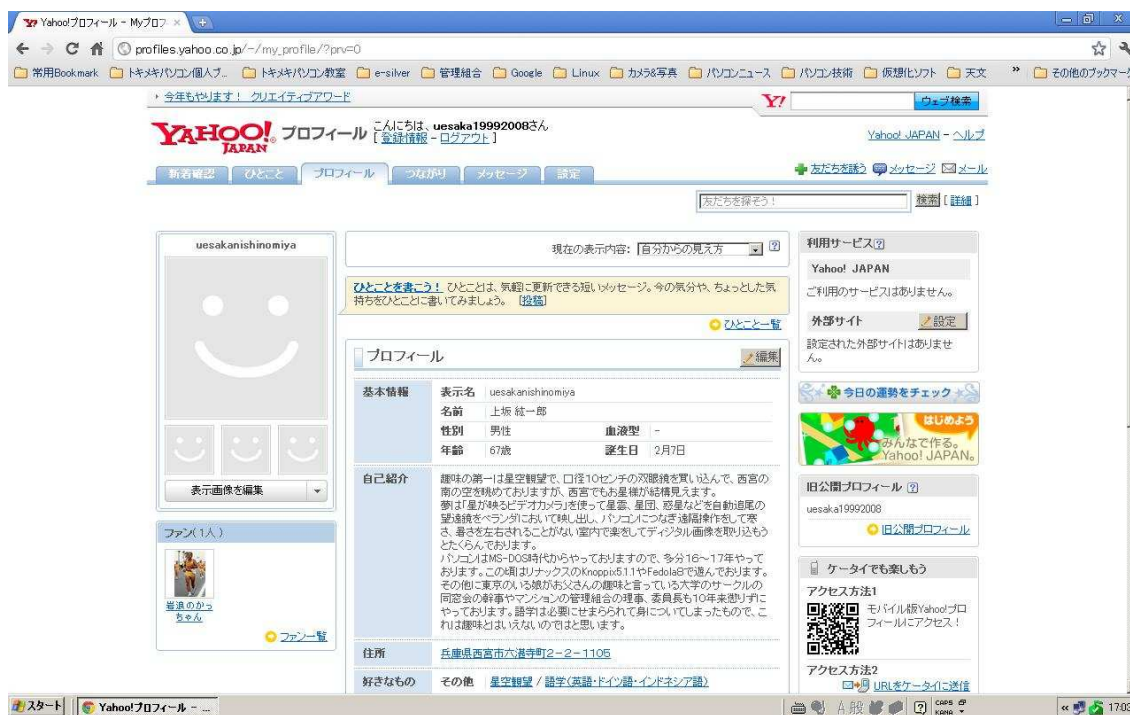 Yahoo!プロフィール - Myプロフ
profiles.yahoo.co.jp/-/my_profile/?prv=0
常用Bookmark トキメキパソコン個人ブ... トキメキパソコン教室 e-silver 管理組合 Google Linux カメラ&写真 パソコンニュース パソコン技術 仮想化ソフト 天文 » その他のブックマーク
今年もやります! クリエイティブアワード
Y! ウェブ検索
YAHOO! JAPAN プロフィール こんにちは、uesaka19992008さん
[ 登録情報 - ログアウト ]
Yahoo! JAPAN - ヘルプ
新着確認 ひとこと プロフィール つながり メッセージ 設定
友だちを誘う メッセージ メール
友だちを探そう! 検索 [ 詳細 ]
uesakanishinomiya
表示画像を編集
ファン(1人)
岩浪のかっ
ちゃん
ファン一覧
現在の表示内容: 自分からの見え方 ?
ひとことを書こう! ひとことは、気軽に更新できる短いメッセージ。今の気分や、ちょっとした気
持ちをひとことに書いてみましょう。 [投稿]
ひとこと一覧
プロフィール 編集
基本情報 表示名 uesakanishinomiya
名前 上坂 紘一郎
性別 男性 血液型 -
年齢 67歳 誕生日 2月7日
自己紹介 趣味の第一は星空観望で、口径10センチの双眼鏡を買い込んで、西宮の
南の空を眺めておりますが、西宮でもお星様が結構見えます。
夢は「星が映るビデオカメラ」を使って星雲、星団、惑星などを自動追尾の
望遠鏡をベランダにおいて映し出し、パソコンにつなぎ遠隔操作をして寒
さ、暑さを左右されることがない室内で楽をしてディジタル画像を取り込もう
とたくらんでおります。
パソコンはMS-DOS時代からやっておりますので、多分16~17年やって
おります。この頃はリナックスのKnoppix5.1.1やFedola8で遊んでおります。
その他に東京のいる娘がお父さんの趣味と言っている大学のサークルの
同窓会の幹事やマンションの管理組合の理事、委員長も10年来懲りずに
やっております。語学は必要にせまられて身についてしまったもので、こ
れは趣味とはいえないのではと思います。
住所 兵庫県西宮市六湛寺町2-2-1105
好きなもの その他 星空観望 / 語学(英語・ドイツ語・インドネシア語)
利用サービス ?
Yahoo! JAPAN
ご利用のサービスはありません。
外部サイト 設定
設定された外部サイトはありませ
ん。
今日の運勢をチェック
はじめよう
みんなで作る。
Yahoo! JAPAN。
旧公開プロフィール ?
uesaka19992008
旧公開プロフィール
ケータイでも楽しもう
アクセス方法1
モバイル版Yahoo!プロ
フィールにアクセス!
アクセス方法2
URLをケータイに送信
スタート Yahoo!プロフィール - ... A 般 CAPS KANA 17:03